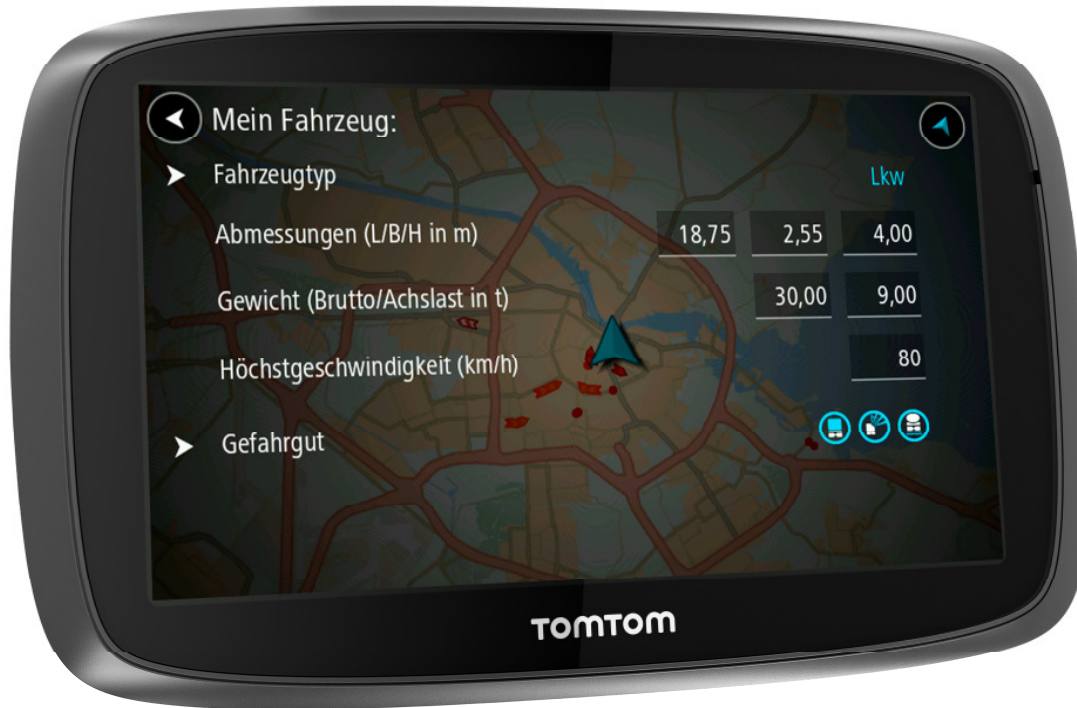 Mein Fahrzeug:
Fahrzeugtyp Lkw
Abmessungen (L/B/H in m) 18,75 2,55 4,00
Gewicht (Brutto/Achslast in t) 30,00 9,00
Höchstgeschwindigkeit (km/h) 80
Gefahrgut
TOMTOM